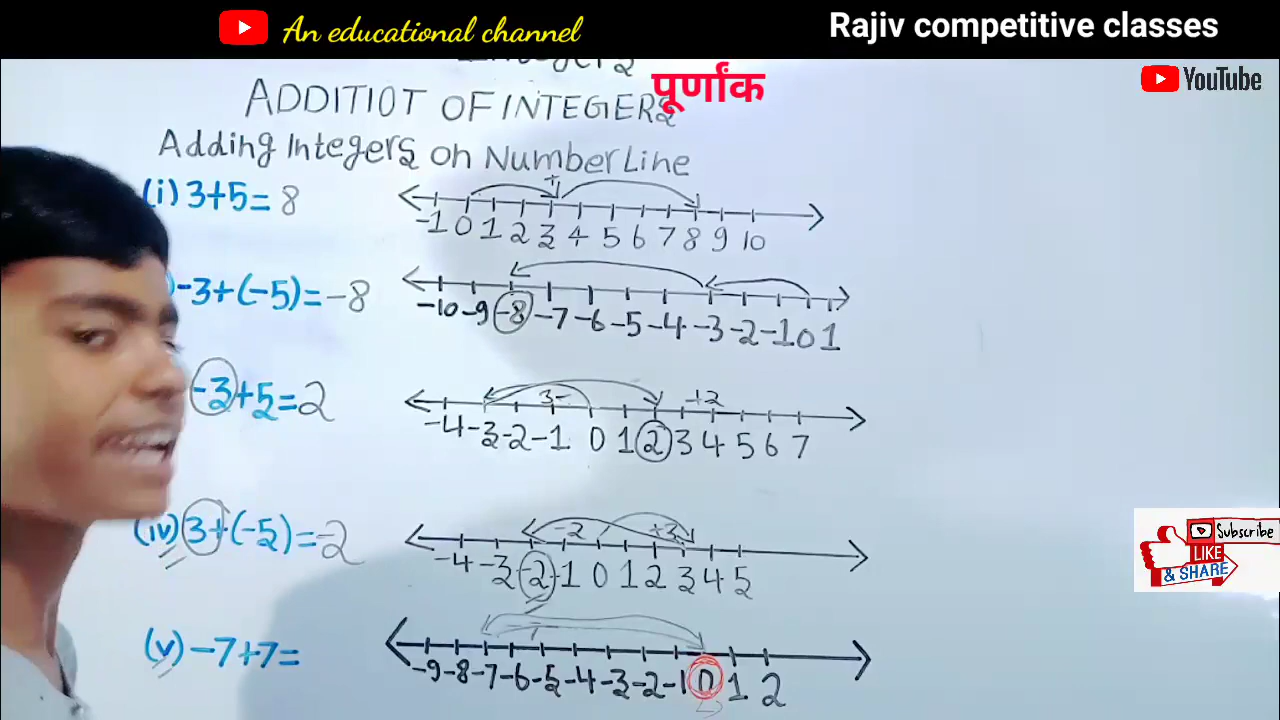 An educational channel
Rajiv competitive classes
YouTube
पूर्णांक
ADDITIOT OF INTEGERS
Adding Integers on Number Line
(i) 3+5= 8
-1 0 1 2 3 4 5 6 7 8 9 10
-3+(-5)= -8
-10 -9 -8 -7 -6 -5 -4 -3 -2 -1 0 1
-3+5=2
3- +2
-4 -3 -2 -1 0 1 2 3 4 5 6 7
(iv) 3+(-5)=-2
-2 +3
-4 -3 -2 -1 0 1 2 3 4 5
(v) -7+7=
-9 -8 -7 -6 -5 -4 -3 -2 -1 0 1 2
Subscribe
LIKE
& SHARE